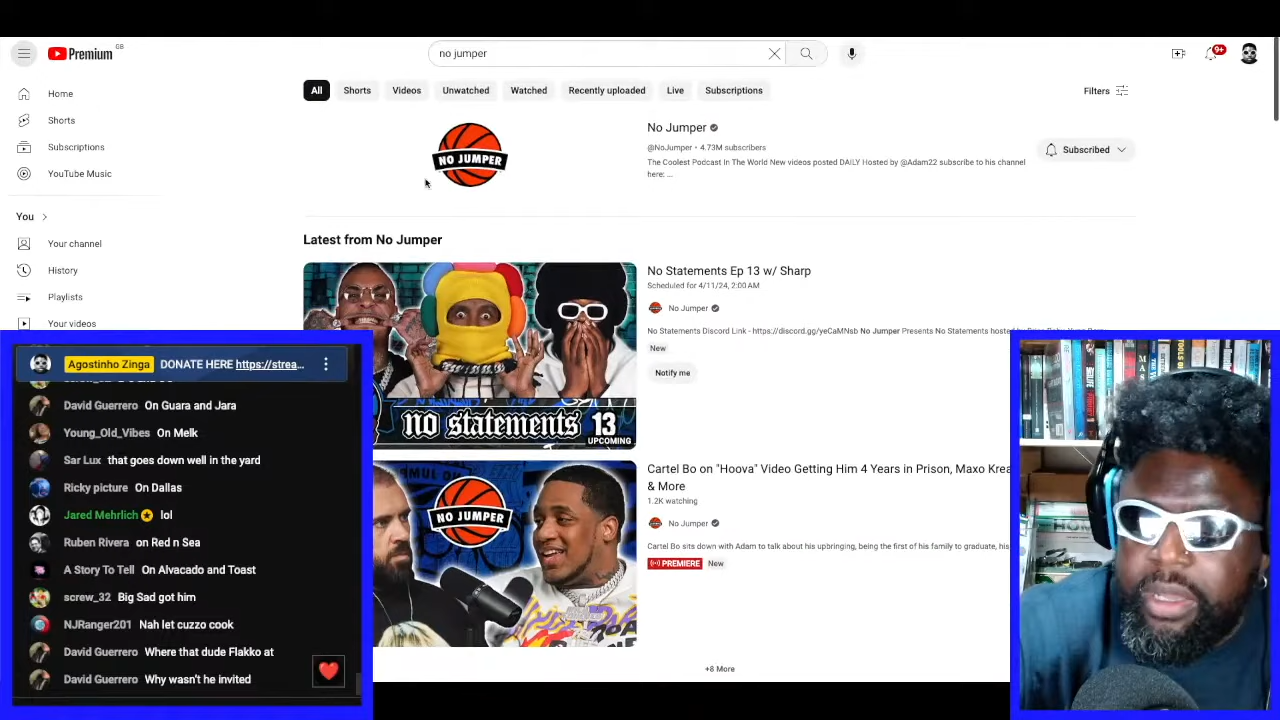 Premium
GB
no jumper
9+
Home
Shorts
Subscriptions
YouTube Music
You
Your channel
History
Playlists
Your videos
All
Shorts
Videos
Unwatched
Watched
Recently uploaded
Live
Subscriptions
Filters
NO JUMPER
No Jumper
@NoJumper • 4.73M subscribers
The Coolest Podcast In The World New videos posted DAILY Hosted by @Adam22 subscribe to his channel
here: ...
Subscribed
Latest from No Jumper
no statements 13
UPCOMING
No Statements Ep 13 w/ Sharp
Scheduled for 4/11/24, 2:00 AM
No Jumper
No Statements Discord Link - https://discord.gg/yeCaMNsb No Jumper Presents No Statements hosted
New
Notify me
NO JUMPER
Cartel Bo on "Hoova" Video Getting Him 4 Years in Prison, Maxo
& More
1.2K watching
No Jumper
Cartel Bo sits down with Adam to talk about his upbringing, being the first of his family to graduate, his
PREMIERE
New
+8 More
Agostinho Zinga DONATE HERE https://strea...
David Guerrero On Guara and Jara
Young_Old_Vibes On Melk
Sar Lux that goes down well in the yard
Ricky picture On Dallas
Jared Mehrlich lol
Ruben Rivera on Red n Sea
A Story To Tell On Alvacado and Toast
screw_32 Big Sad got him
NJRanger201 Nah let cuzzo cook
David Guerrero Where that dude Flakko at
David Guerrero Why wasn't he invited